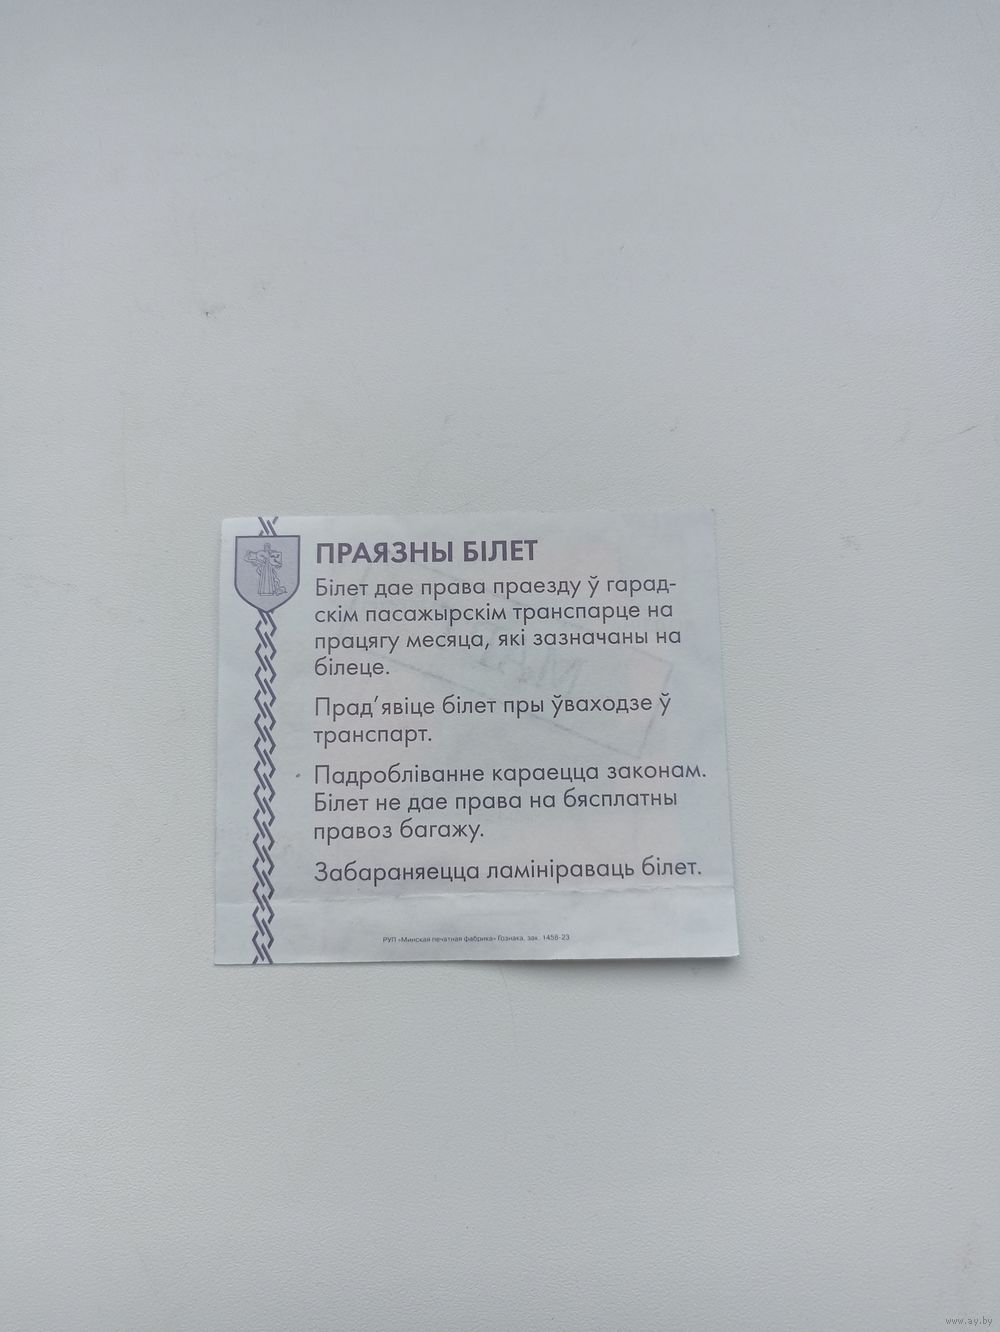 ПРАЯЗНЫ БІЛЕТ
Білет дае права праезду ў гарад-
скім пасажырскім транспарце на
працягу месяца, які зазначаны на
білеце.
Прад’явіце білет пры ўваходзе ў
транспарт.
Падробліванне караецца законам.
Білет не дае права на бясплатны
правоз багажу.
Забараняецца ламініраваць білет.
РУП «Минская печатная фабрика» Гознака, зак. 1458-23
www.ay.by